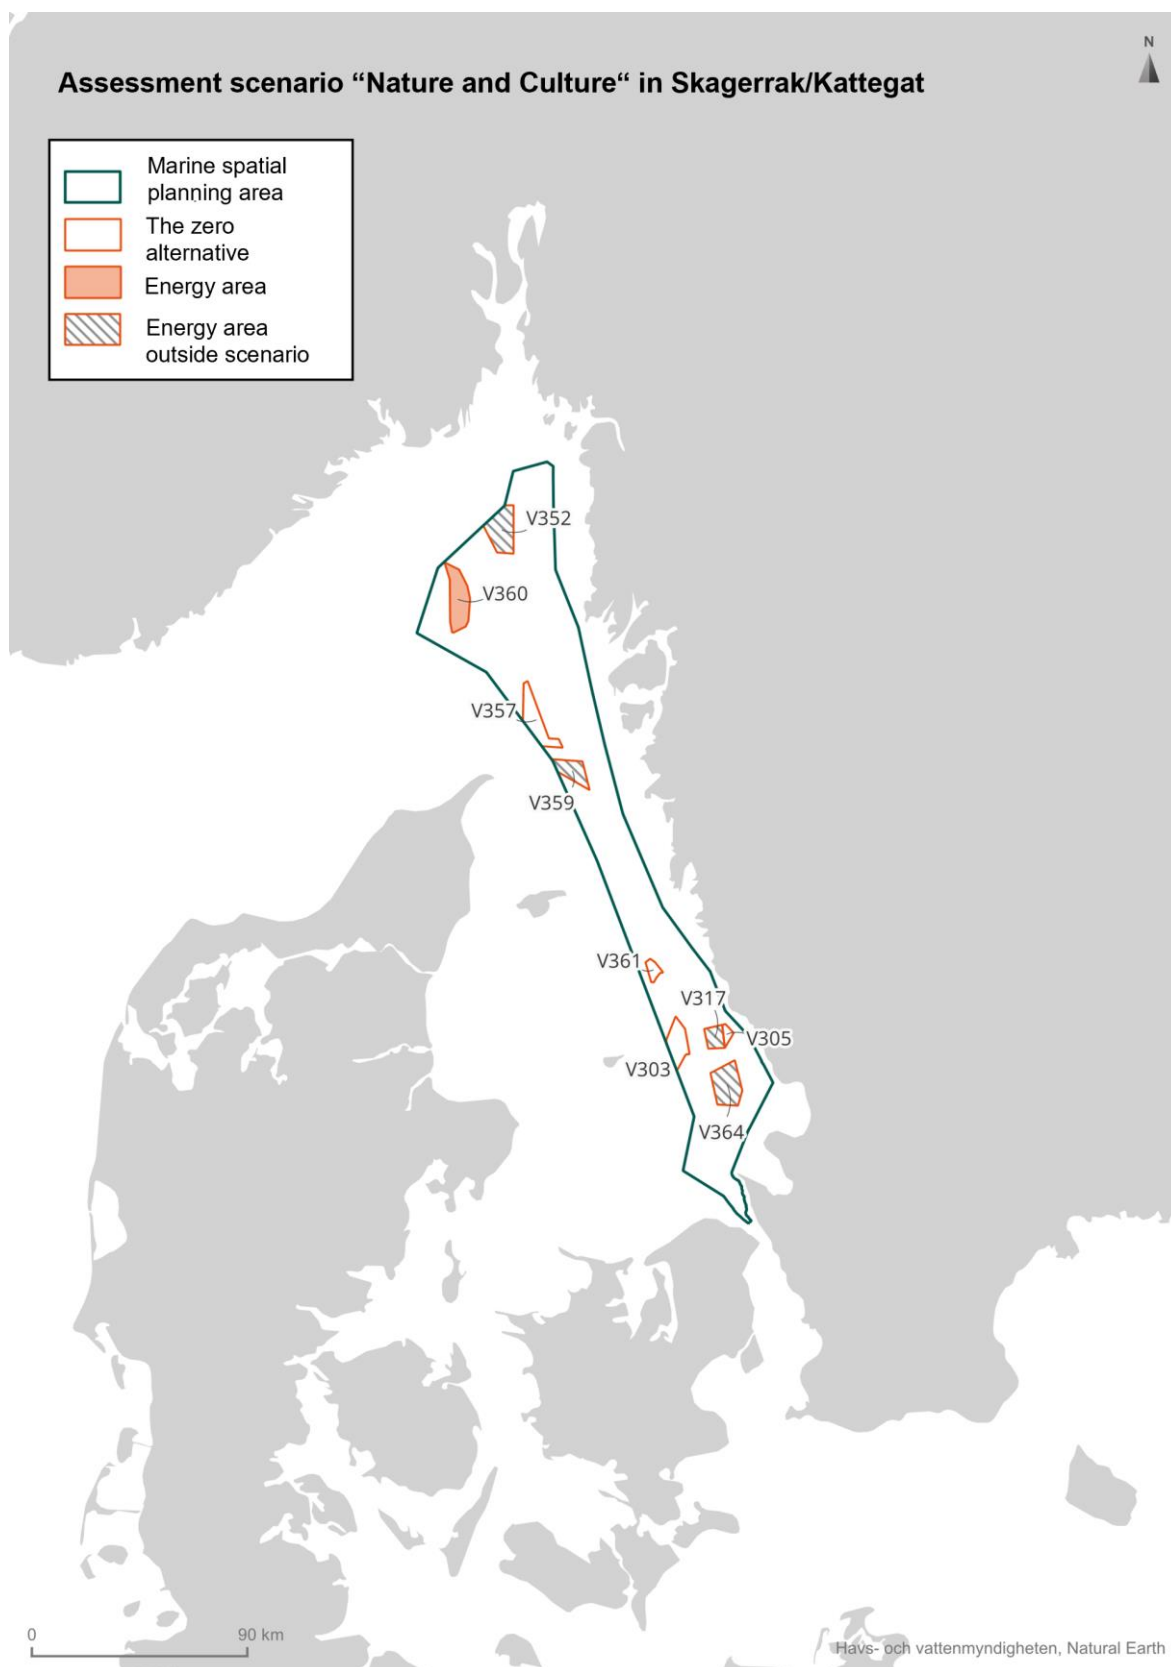 N
Assessment scenario “Nature and Culture“ in Skagerrak/Kattegat
Marine spatial
planning area
The zero
alternative
Energy area
Energy area
outside scenario
V352
V360
V357
V359
V361
V317
V305
V303
V364
0
90 km
Havs- och vattenmyndigheten, Natural Earth